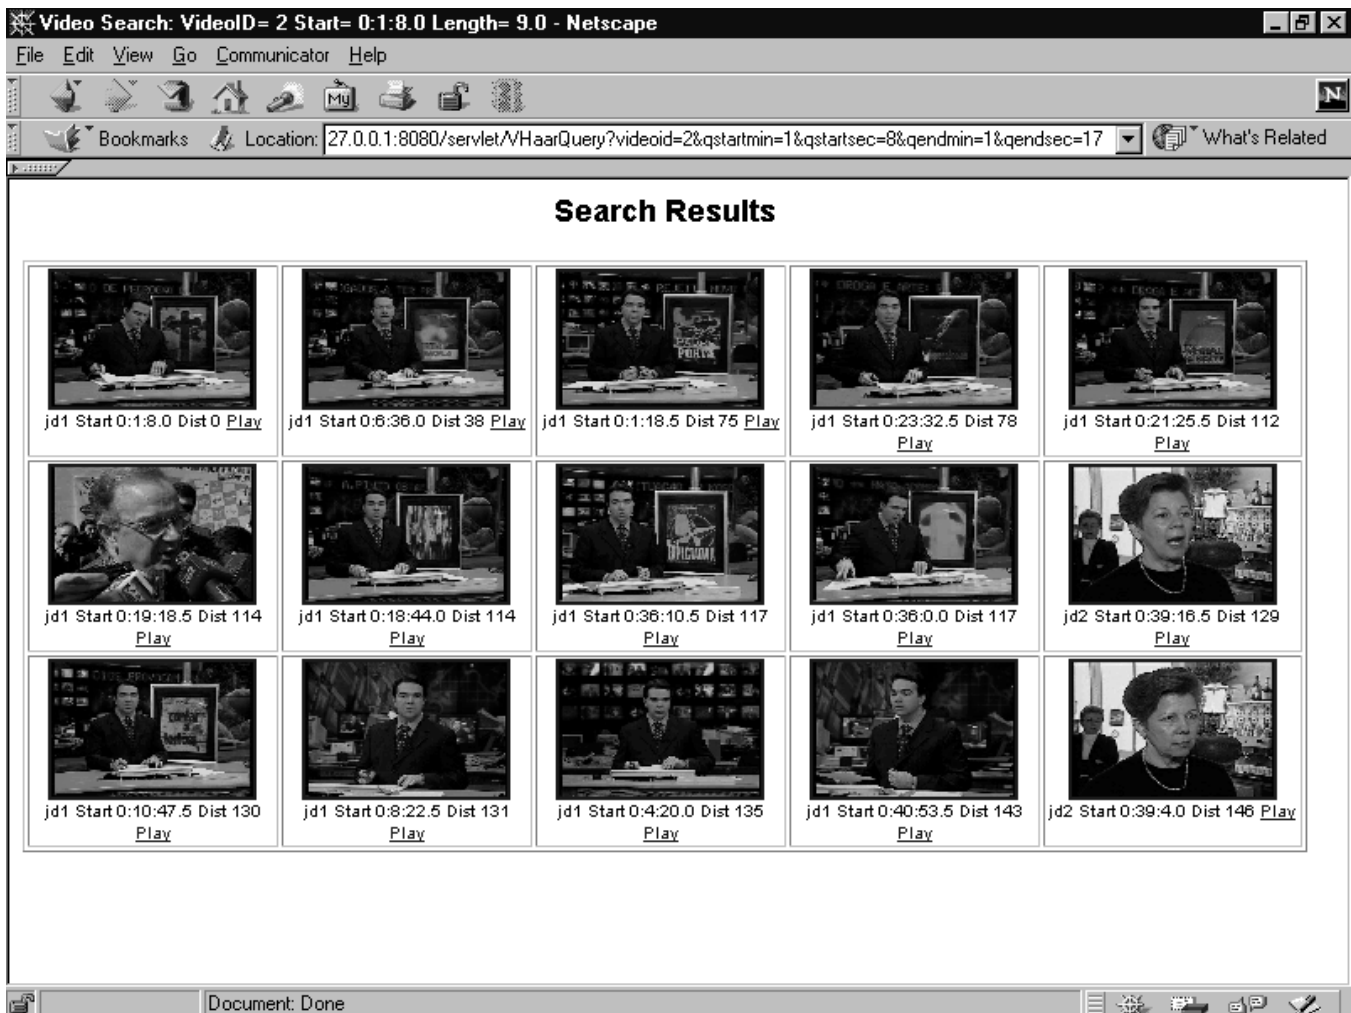 Video Search: VideoID= 2 Start= 0:1:8.0 Length= 9.0 - Netscape
File Edit View Go Communicator Help
My
N
Bookmarks Location: 27.0.0.1:8080/servlet/VHaarQuery?videoid=2&qstartmin=1&qstartsec=8&qendmin=1&qendsec=17 What's Related
Search Results
jd1 Start 0:1:8.0 Dist 0 Play
jd1 Start 0:6:36.0 Dist 38 Play
PORTA
jd1 Start 0:1:18.5 Dist 75 Play
DROGA E ARTE
jd1 Start 0:23:32.5 Dist 78
Play
jd1 Start 0:21:25.5 Dist 112
Play
jd1 Start 0:19:18.5 Dist 114
Play
jd1 Start 0:18:44.0 Dist 114
Play
jd1 Start 0:36:10.5 Dist 117
Play
jd1 Start 0:36:0.0 Dist 117
Play
jd2 Start 0:39:16.5 Dist 129
Play
jd1 Start 0:10:47.5 Dist 130
Play
jd1 Start 0:8:22.5 Dist 131
Play
jd1 Start 0:4:20.0 Dist 135
Play
jd1 Start 0:40:53.5 Dist 143
Play
jd2 Start 0:39:4.0 Dist 146 Play
Document: Done